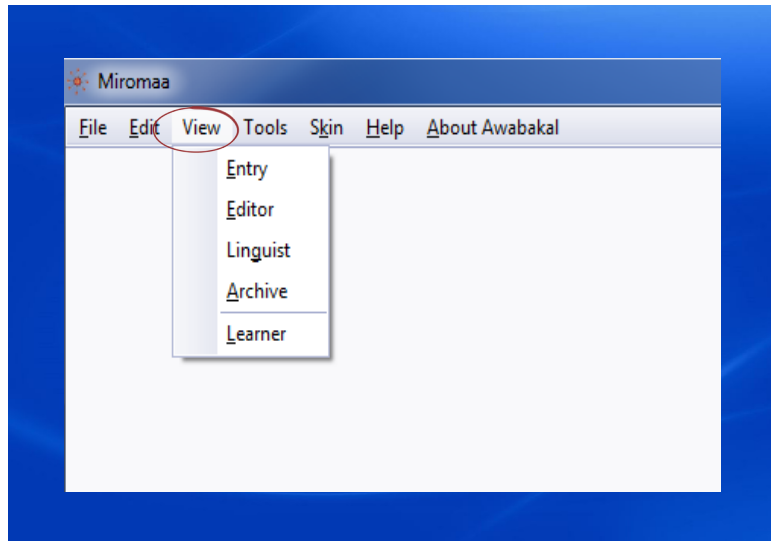 Miromaa
File Edit View Tools Skin Help About Awabakal
Entry
Editor
Linguist
Archive
Learner